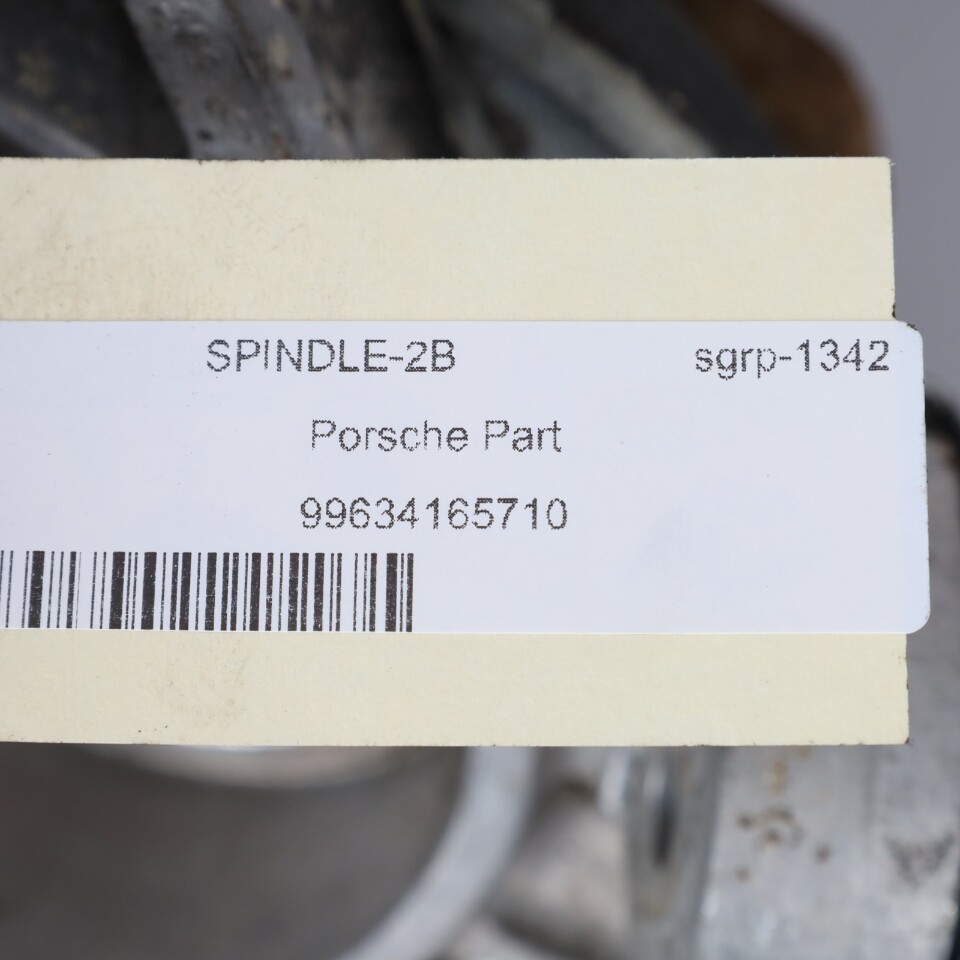 SPINDLE-2B sgrp-1342
Porsche Part
99634165710